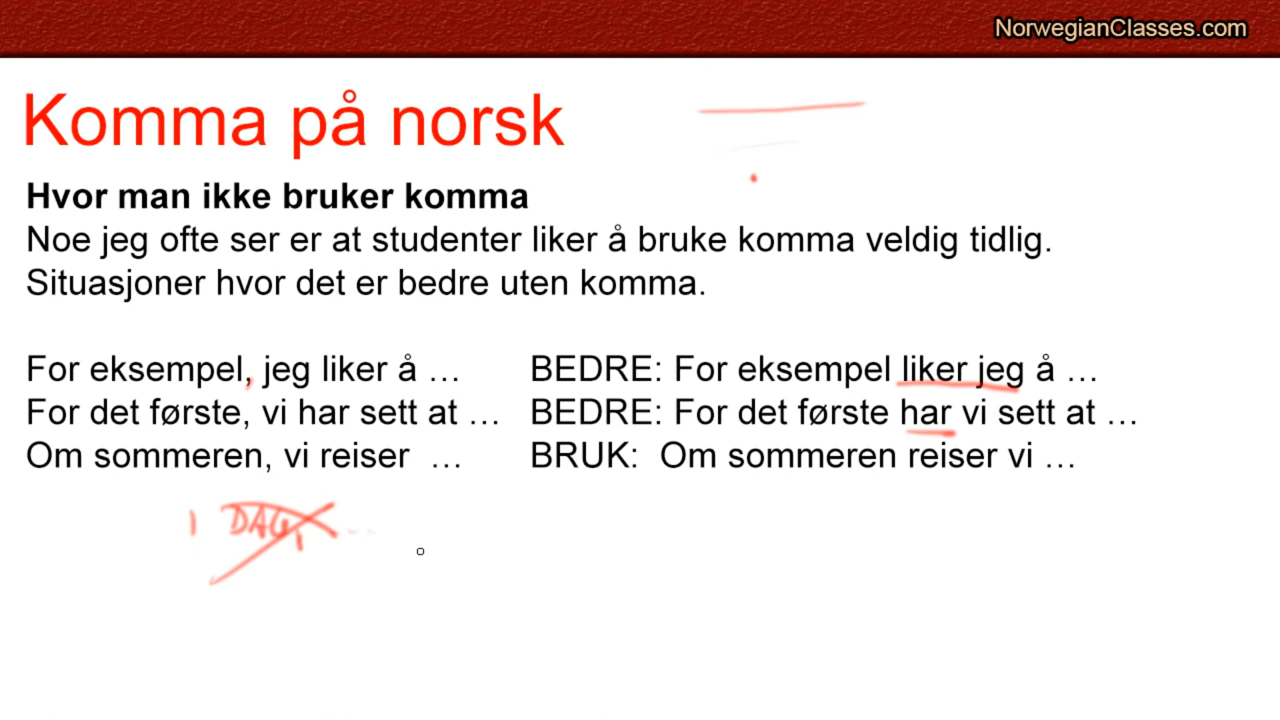 NorwegianClasses.com
Komma på norsk
Hvor man ikke bruker komma
Noe jeg ofte ser er at studenter liker å bruke komma veldig tidlig.
Situasjoner hvor det er bedre uten komma.
For eksempel, jeg liker å … BEDRE: For eksempel liker jeg å …
For det første, vi har sett at … BEDRE: For det første har vi sett at …
Om sommeren, vi reiser … BRUK: Om sommeren reiser vi …
I DAG, ...